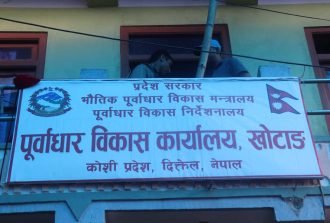 प्रदेश सरकार
भौतिक पूर्वाधार विकास मन्त्रालय
पूर्वाधार विकास निर्देशनालय
पूर्वाधार विकास कार्यालय, खोटाङ
कोशी प्रदेश, दिक्तेल, नेपाल